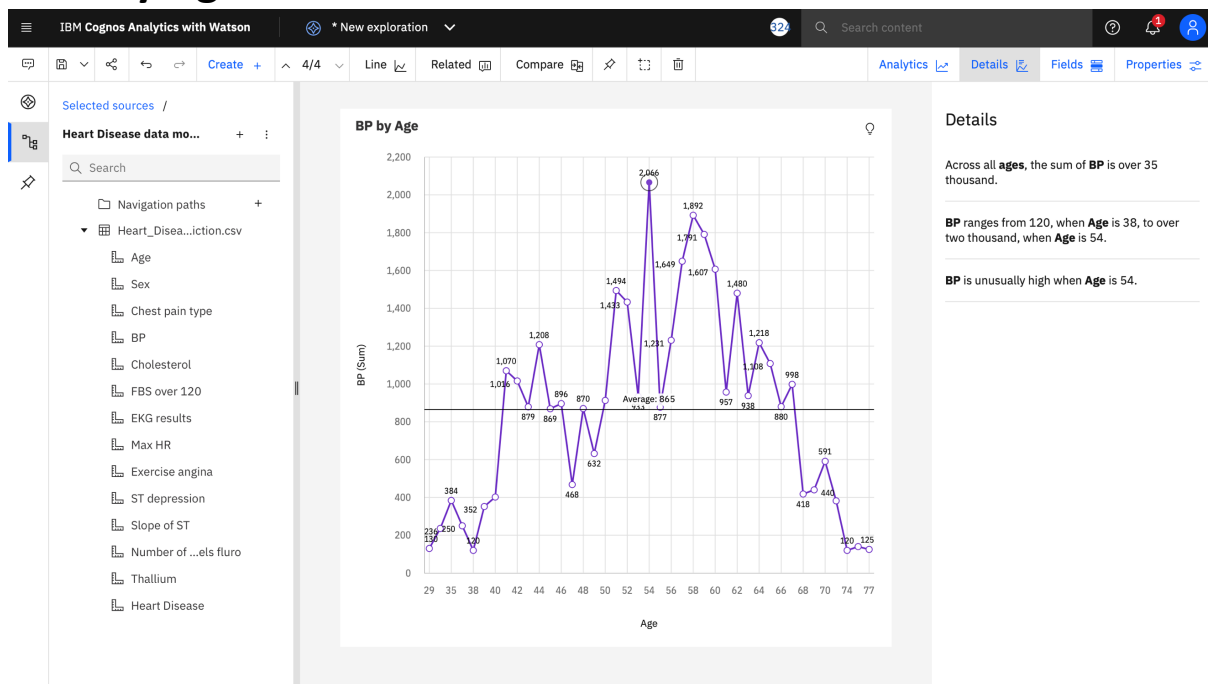 IBM Cognos Analytics with Watson
* New exploration
324
Search content
1
Create +
4/4
Line
Related
Compare
Analytics
Details
Fields
Properties
Selected sources /
Heart Disease data mo...
Search
Navigation paths
Heart_Disea...iction.csv
Age
Sex
Chest pain type
BP
Cholesterol
FBS over 120
EKG results
Max HR
Exercise angina
ST depression
Slope of ST
Number of ...els fluro
Thallium
Heart Disease
BP by Age
BP (Sum)
2,200
2,000
1,800
1,600
1,400
1,200
1,000
800
600
400
200
0
130
236
384
250
120
352
1,070
1,016
879
1,208
869
896
468
870
632
1,494
1,433
2,066
877
1,231
1,649
1,892
1,791
1,607
957
1,480
938
1,218
1,108
880
998
418
440
591
120
125
Average: 865
29 35 38 40 42 44 46 48 50 52 54 56 58 60 62 64 66 68 70 74 77
Age
Details
Across all ages, the sum of BP is over 35
thousand.
BP ranges from 120, when Age is 38, to over
two thousand, when Age is 54.
BP is unusually high when Age is 54.